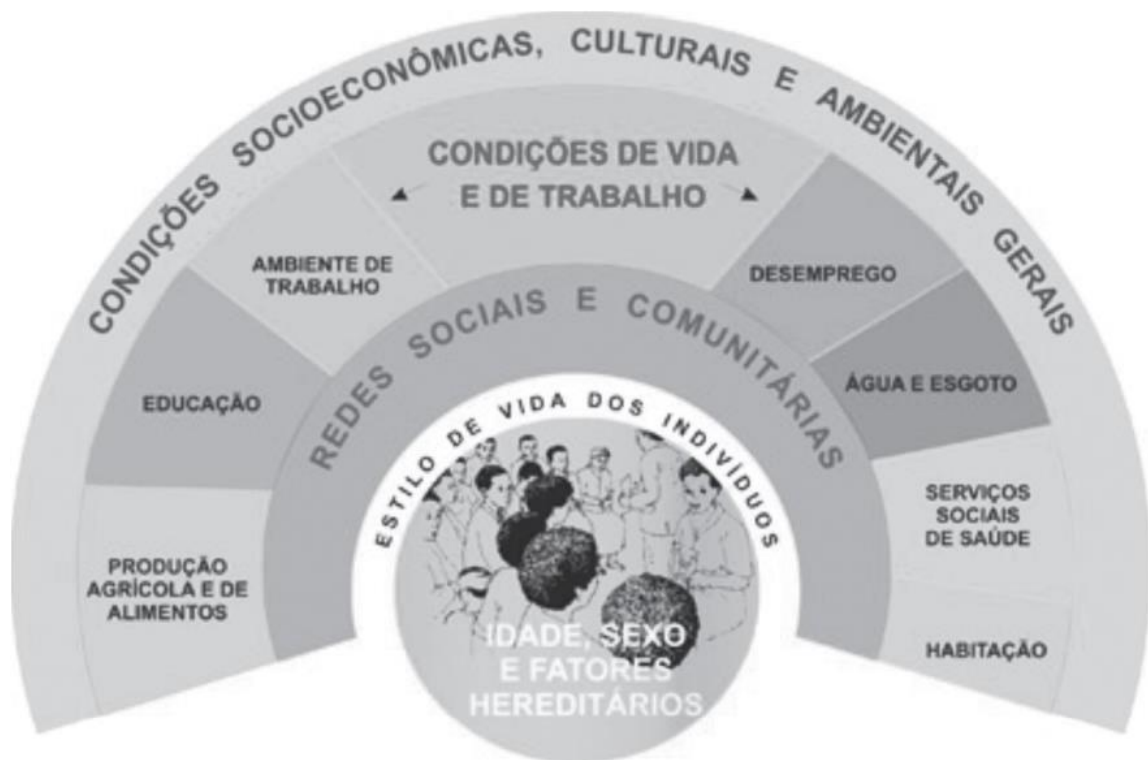 CONDIÇÕES SOCIOECONÔMICAS, CULTURAIS E AMBIENTAIS GERAIS
CONDIÇÕES DE VIDA
E DE TRABALHO
AMBIENTE DE
TRABALHO
DESEMPREGO
EDUCAÇÃO
ÁGUA E ESGOTO
PRODUÇÃO
AGRÍCOLA E DE
ALIMENTOS
SERVIÇOS
SOCIAIS
DE SAÚDE
HABITAÇÃO
REDES SOCIAIS E COMUNITÁRIAS
ESTILO DE VIDA DOS INDIVÍDUOS
IDADE, SEXO
E FATORES
HEREDITÁRIOS